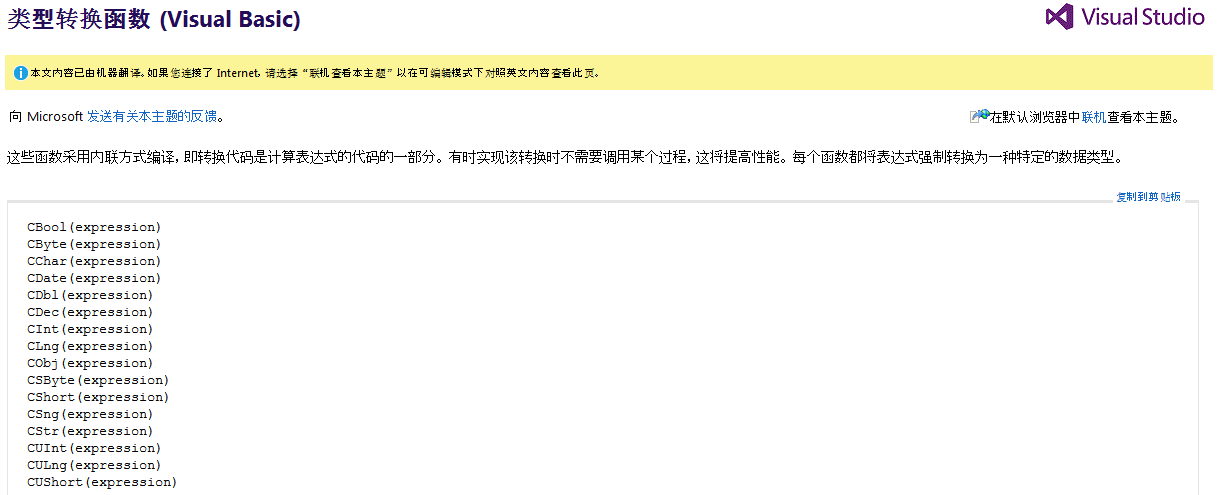 类型转换函数 (Visual Basic)
Visual Studio
本文内容已由机器翻译。如果您连接了 Internet，请选择“联机查看本主题”以在可编辑模式下对照英文内容查看此页。
向 Microsoft 发送有关本主题的反馈。
在默认浏览器中联机查看本主题。
这些函数采用内联方式编译，即转换代码是计算表达式的代码的一部分。有时实现该转换时不需要调用某个过程，这将提高性能。每个函数都将表达式强制转换为一种特定的数据类型。
复制到剪贴板
CBool(expression)
CByte(expression)
CChar(expression)
CDate(expression)
CDbl(expression)
CDec(expression)
CInt(expression)
CLng(expression)
CObj(expression)
CSByte(expression)
CShort(expression)
CSng(expression)
CStr(expression)
CUInt(expression)
CULng(expression)
CUShort(expression)